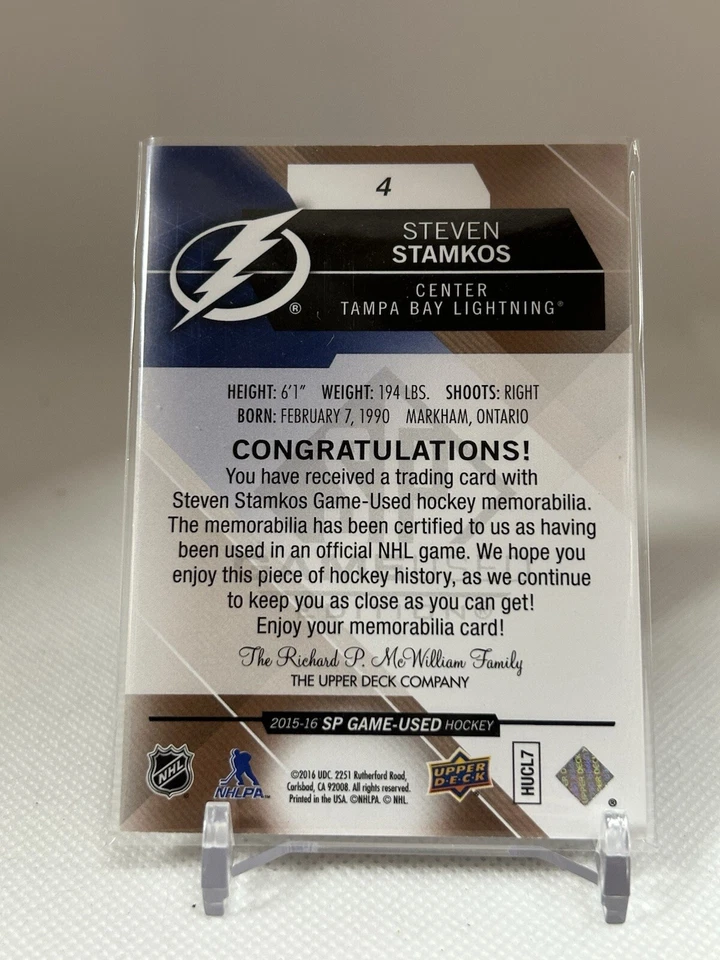 4
STEVEN
STAMKOS
CENTER
TAMPA BAY LIGHTNING®
®
HEIGHT: 6'1" WEIGHT: 194 LBS. SHOOTS: RIGHT
BORN: FEBRUARY 7, 1990 MARKHAM, ONTARIO
CONGRATULATIONS!
You have received a trading card with
Steven Stamkos Game-Used hockey memorabilia.
The memorabilia has been certified to us as having
been used in an official NHL game. We hope you
enjoy this piece of hockey history, as we continue
to keep you as close as you can get!
Enjoy your memorabilia card!
The Richard P. McWilliam Family
THE UPPER DECK COMPANY
2015-16 SP GAME-USED HOCKEY
NHL
NHLPA
©2016 UDC. 2251 Rutherford Road,
Carlsbad, CA 92008. All rights reserved.
Printed in the USA. ©NHLPA. © NHL.
UPPER
DECK
HUCL7
UPPER DECK
®